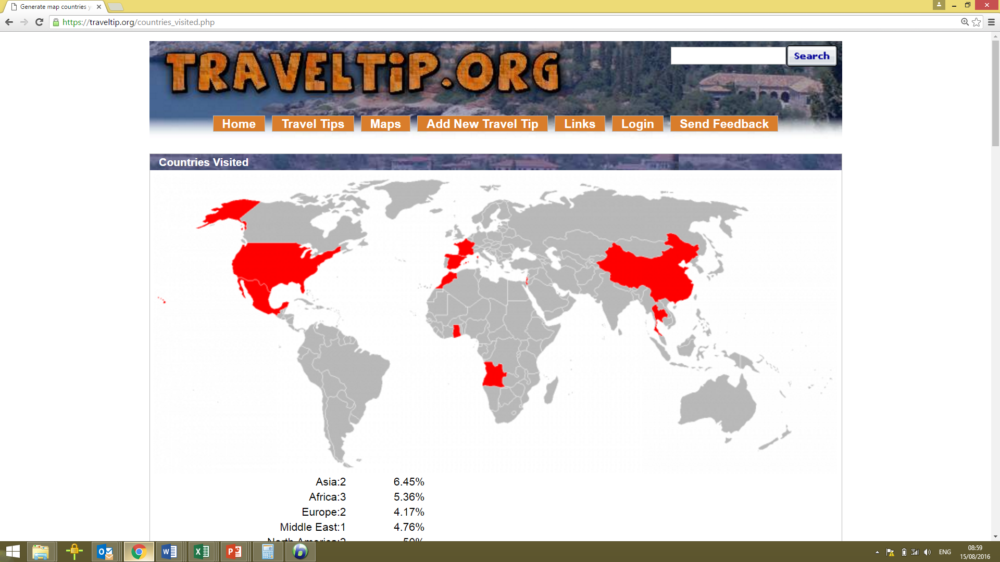 Generate map countries y
https://traveltip.org/countries_visited.php
TRAVELTIP.ORG
Search
Home
Travel Tips
Maps
Add New Travel Tip
Links
Login
Send Feedback
Countries Visited
Asia:2 6.45%
Africa:3 5.36%
Europe:2 4.17%
Middle East:1 4.76%
ENG
08:59
15/08/2016